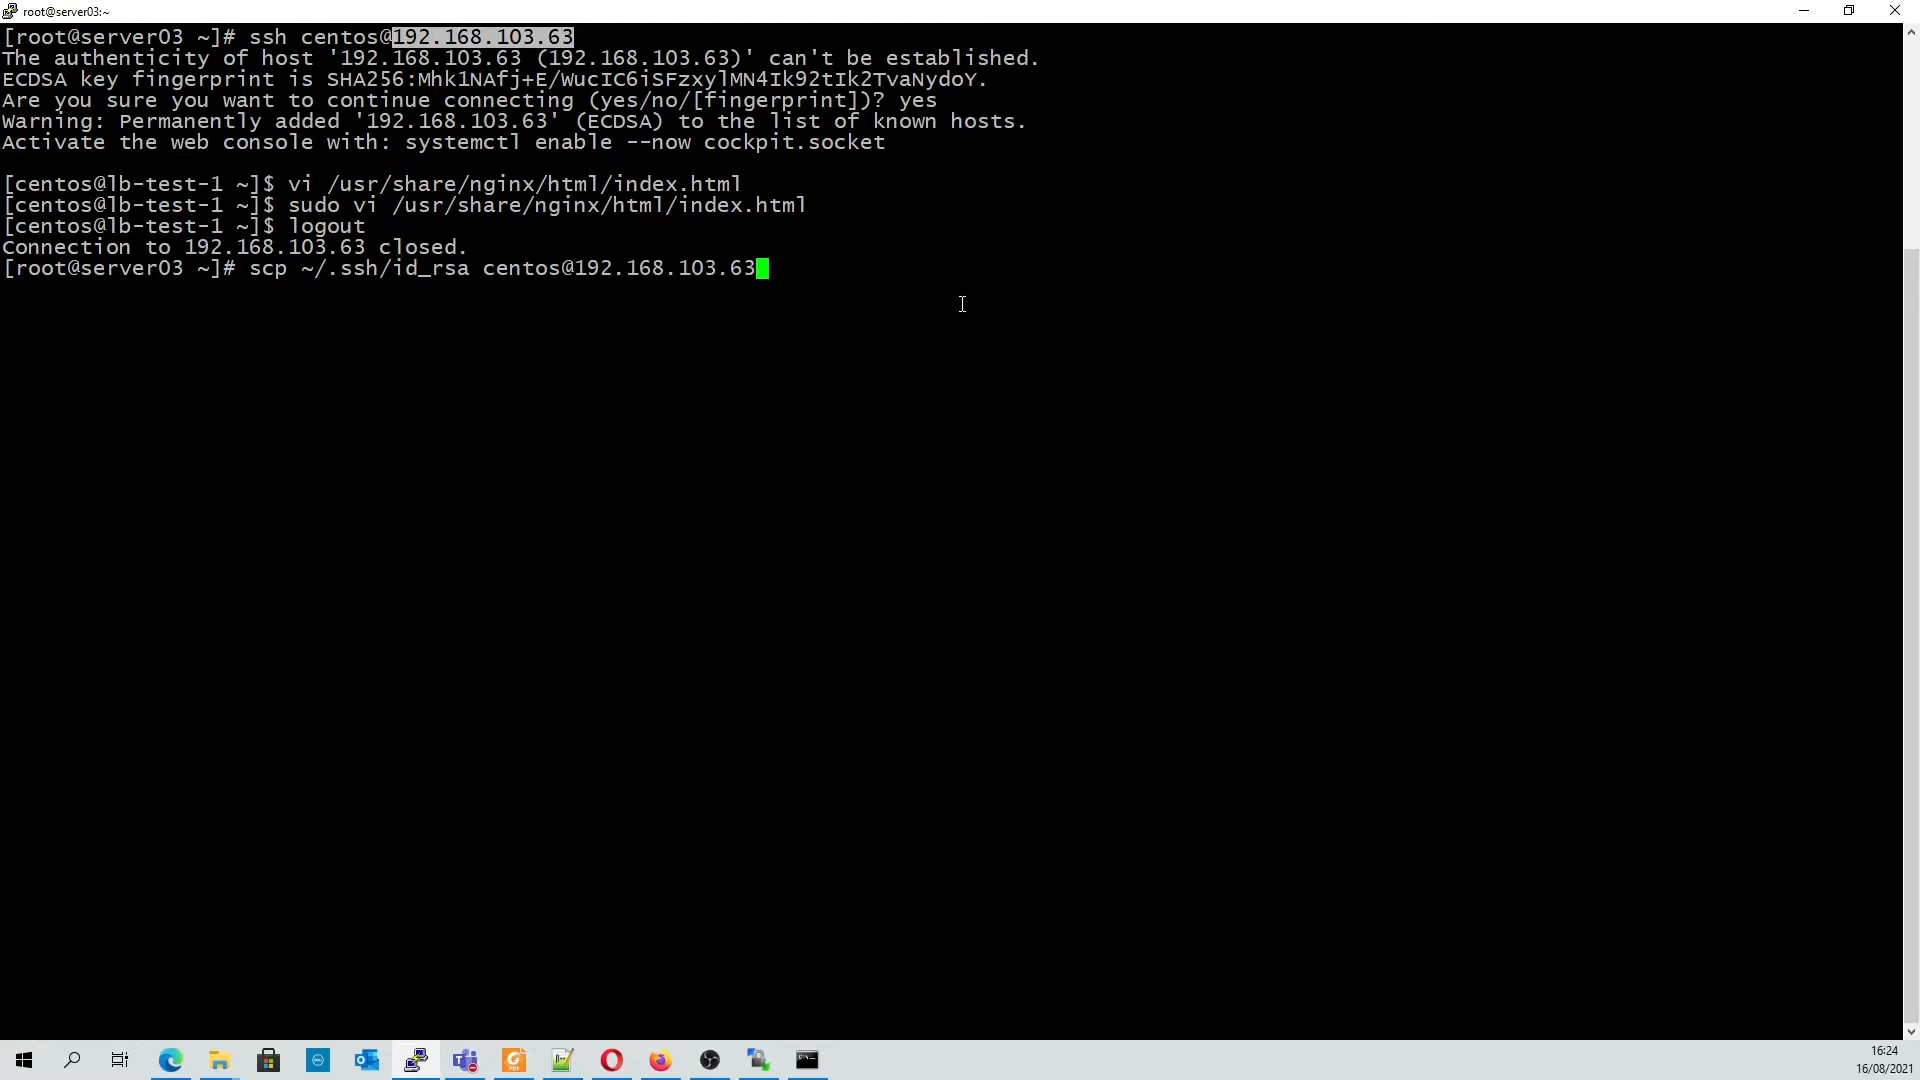 root@server03:~
[root@server03 ~]# ssh centos@192.168.103.63
The authenticity of host '192.168.103.63 (192.168.103.63)' can't be established.
ECDSA key fingerprint is SHA256:Mhk1NAfj+E/WucIC6iSFzxylMN4Ik92tIk2TvaNydoY.
Are you sure you want to continue connecting (yes/no/[fingerprint])? yes
Warning: Permanently added '192.168.103.63' (ECDSA) to the list of known hosts.
Activate the web console with: systemctl enable --now cockpit.socket
[centos@lb-test-1 ~]$ vi /usr/share/nginx/html/index.html
[centos@lb-test-1 ~]$ sudo vi /usr/share/nginx/html/index.html
[centos@lb-test-1 ~]$ logout
Connection to 192.168.103.63 closed.
[root@server03 ~]# scp ~/.ssh/id_rsa centos@192.168.103.63
16:24
16/08/2021